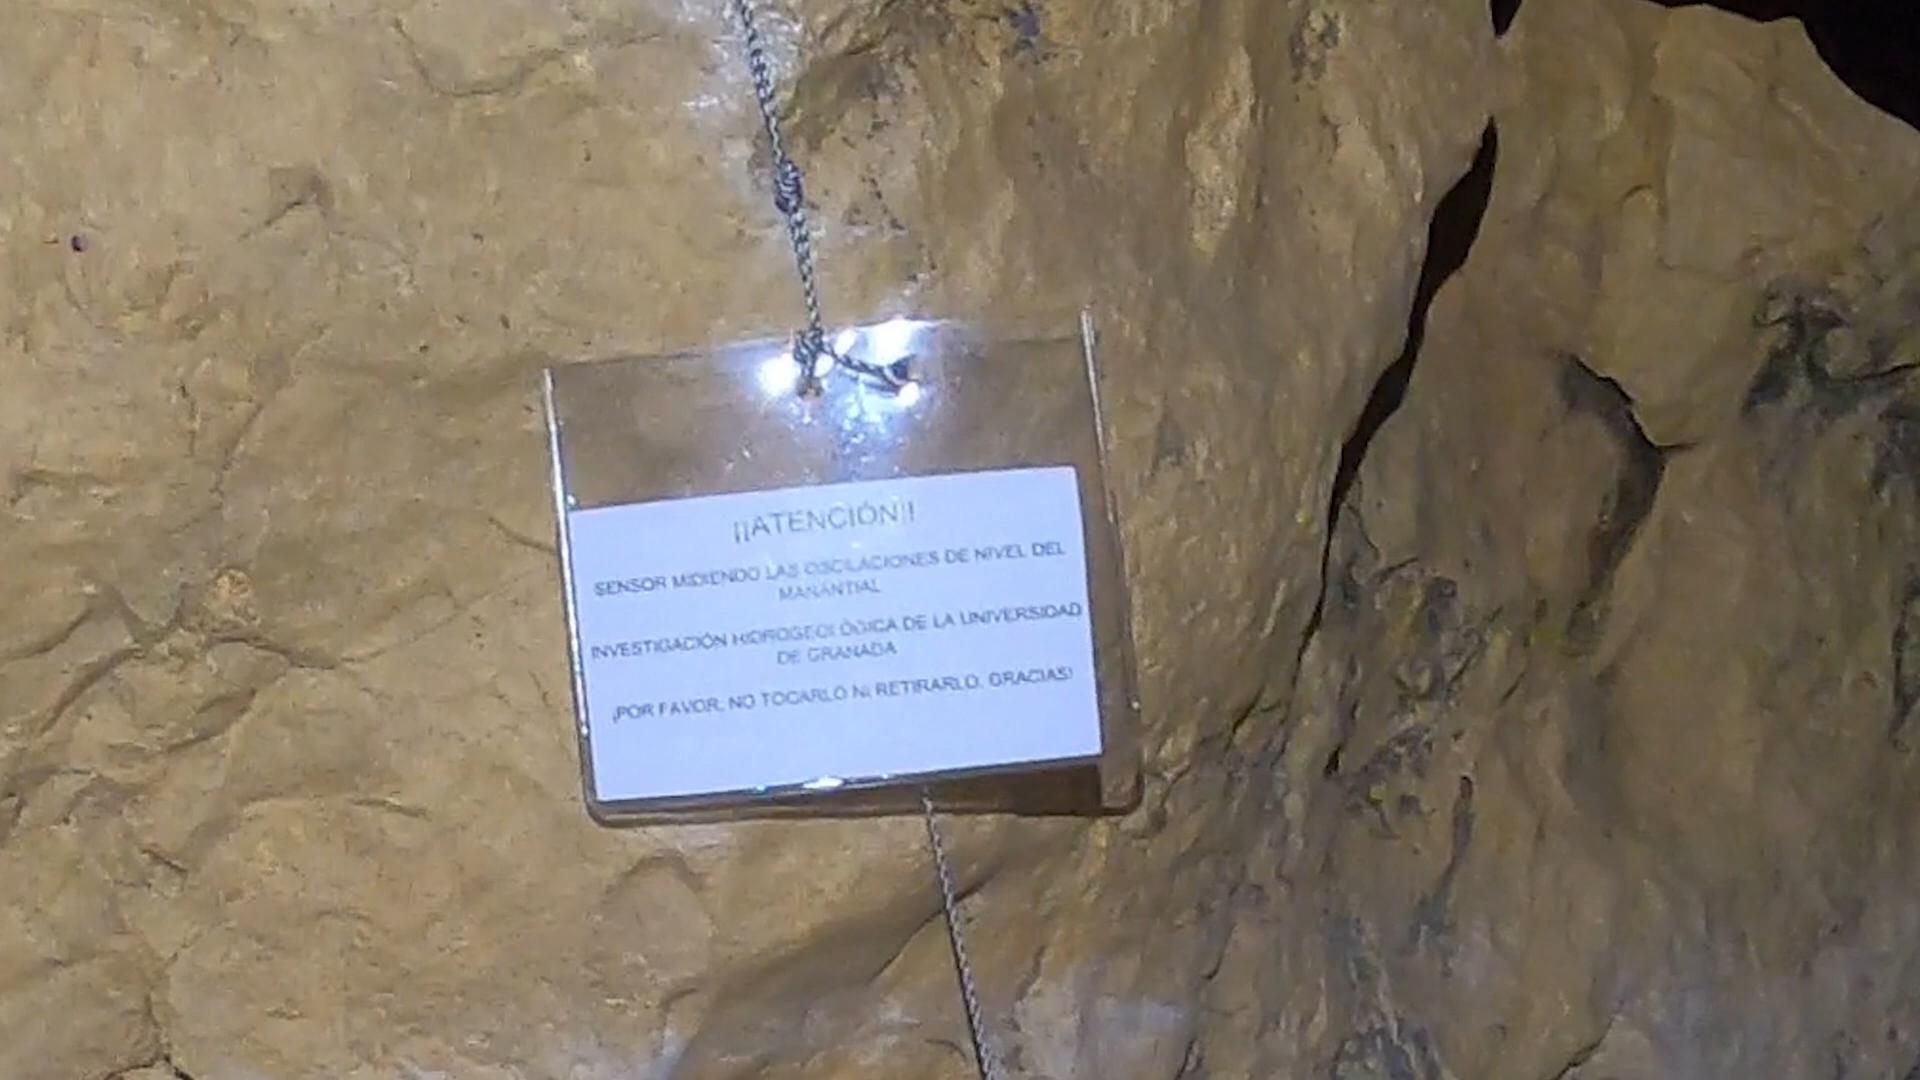 ¡¡ATENCIÓN!!
SENSOR MIDIENDO LAS OSCILACIONES DE NIVEL DEL
MANANTIAL
INVESTIGACIÓN HIDROGEOLÓGICA DE LA UNIVERSIDAD
DE GRANADA
¡POR FAVOR, NO TOCARLO NI RETIRARLO, GRACIAS!